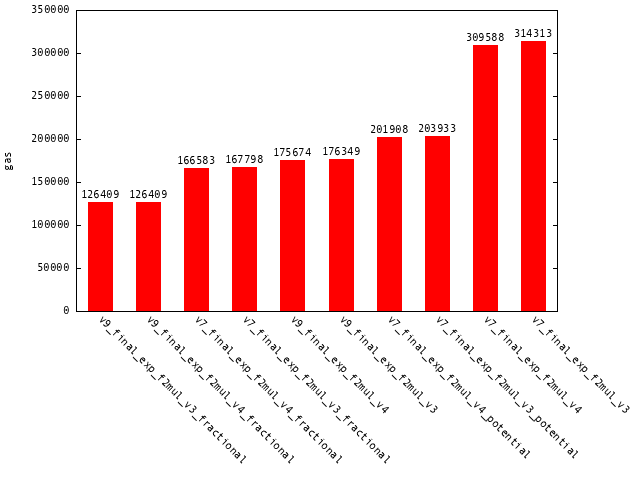 350000
300000
250000
200000
150000
100000
50000
0
gas
126409
126409
166583
167798
175674
176349
201908
203933
309588
314313
v9_final_exp_f2mul_v3_fractional
v9_final_exp_f2mul_v4_fractional
v7_final_exp_f2mul_v4_fractional
v7_final_exp_f2mul_v3_fractional
v9_final_exp_f2mul_v4
v9_final_exp_f2mul_v3
v7_final_exp_f2mul_v4_potential
v7_final_exp_f2mul_v3_potential
v7_final_exp_f2mul_v4
v7_final_exp_f2mul_v3